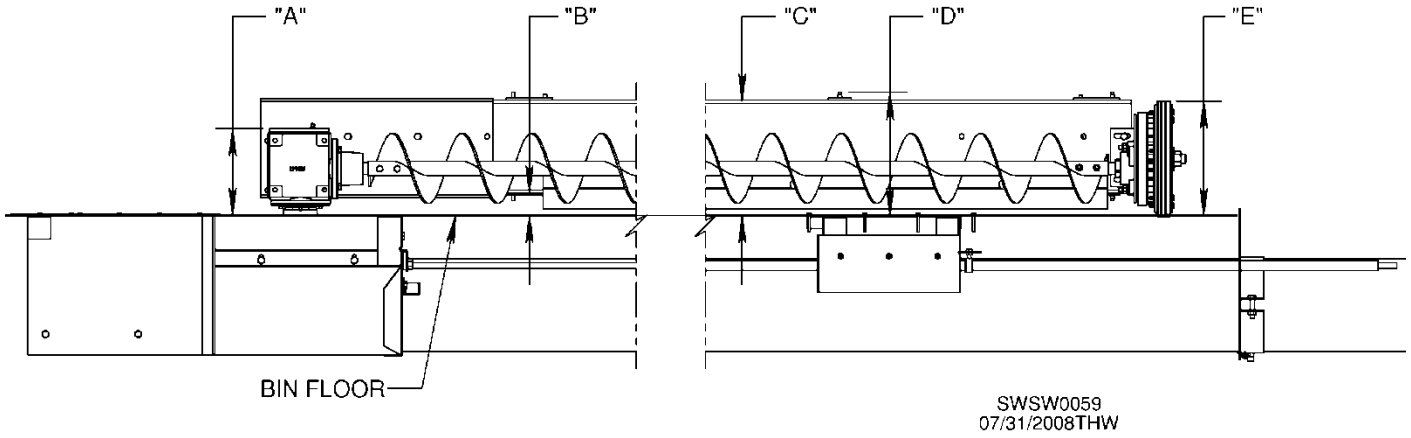 "A"
"B"
"C"
"D"
"E"
BIN FLOOR
SWSW0059
07/31/2008THW